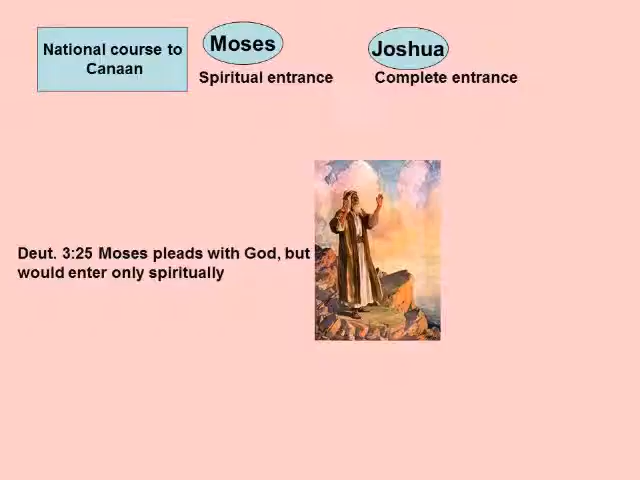 National course to
Canaan
Moses
Spiritual entrance
Joshua
Complete entrance
Deut. 3:25 Moses pleads with God, but
would enter only spiritually